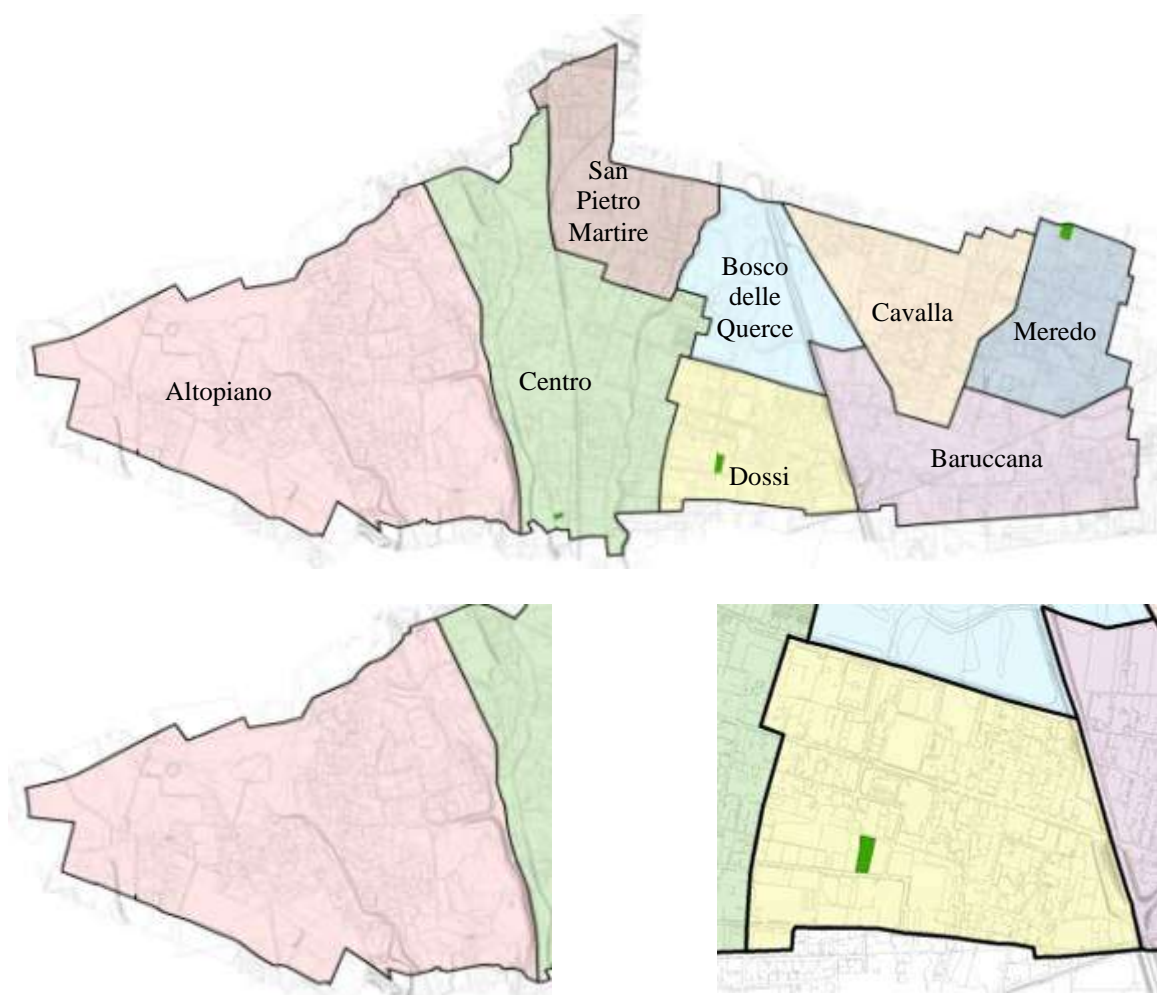 San
Pietro
Martire
Bosco
delle
Querce
Cavalla
Meredo
Altopiano
Centro
Dossi
Baruccana